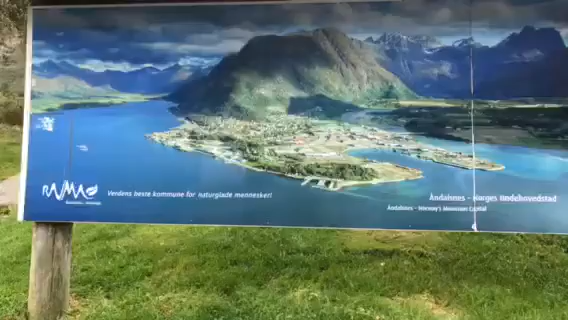 RAUMA
Verdens beste kommune for naturglade mennesker!
Åndalsnes - Norges tindehovedstad
Åndalsnes - Norway's Mountain Capital